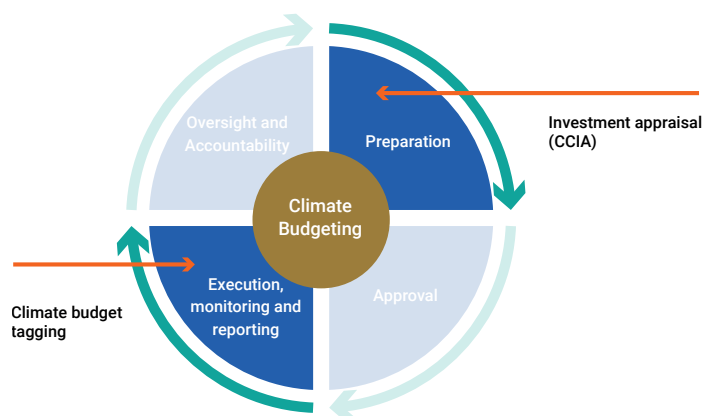 Oversight and
Accountability
Preparation
Investment appraisal
(CCIA)
Climate
Budgeting
Execution,
monitoring and
reporting
Approval
Climate budget
tagging